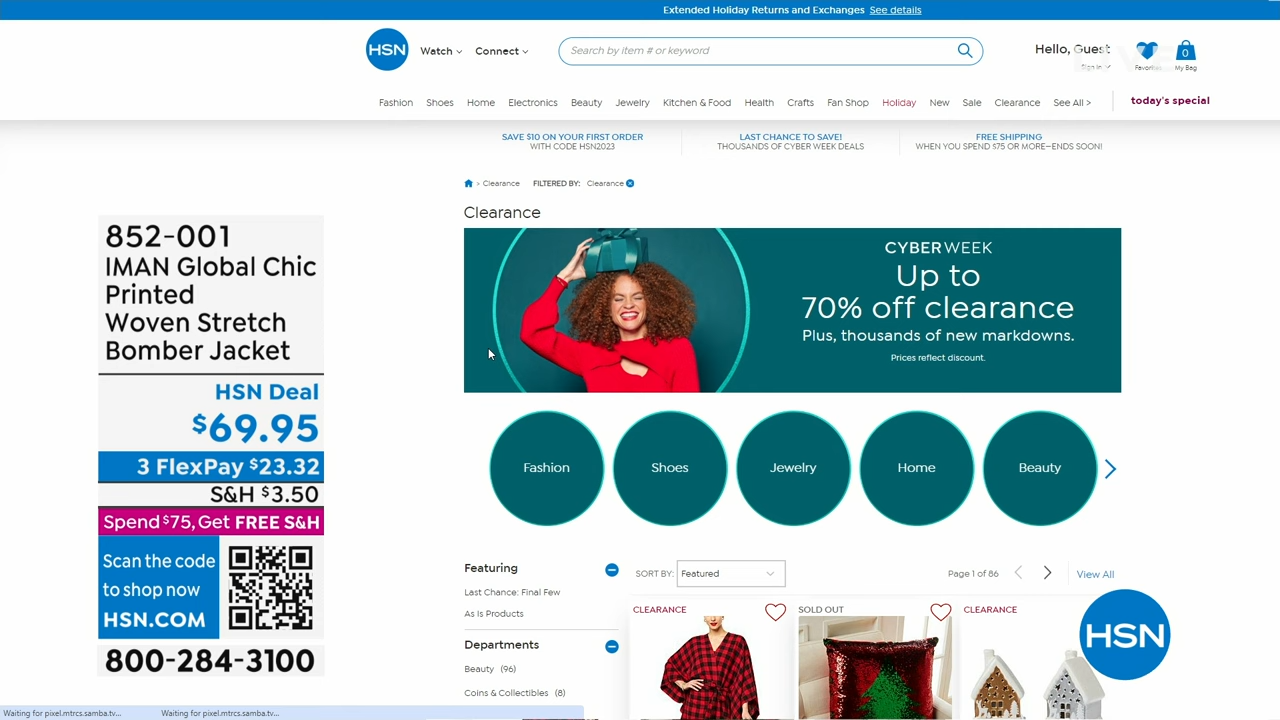 Extended Holiday Returns and Exchanges See details
HSN
Watch
Connect
Search by item # or keyword
Hello, Guest
Sign In
Favorites
0
My Bag
Fashion Shoes Home Electronics Beauty Jewelry Kitchen & Food Health Crafts Fan Shop Holiday New Sale Clearance See All >
today's special
SAVE $10 ON YOUR FIRST ORDER
WITH CODE HSN2023
LAST CHANCE TO SAVE!
THOUSANDS OF CYBER WEEK DEALS
FREE SHIPPING
WHEN YOU SPEND $75 OR MORE—ENDS SOON!
> Clearance FILTERED BY: Clearance
Clearance
CYBERWEEK
Up to
70% off clearance
Plus, thousands of new markdowns.
Prices reflect discount.
852-001
IMAN Global Chic
Printed
Woven Stretch
Bomber Jacket
HSN Deal
$69.95
3 FlexPay $23.32
S&H $3.50
Spend $75, Get FREE S&H
Scan the code
to shop now
HSN.COM
800-284-3100
Fashion
Shoes
Jewelry
Home
Beauty
Featuring
Last Chance: Final Few
As Is Products
Departments
Beauty (96)
Coins & Collectibles (8)
SORT BY: Featured
Page 1 of 86
View All
CLEARANCE
SOLD OUT
CLEARANCE
HSN
Waiting for pixel.mtrcs.samba.tv... Waiting for pixel.mtrcs.samba.tv...